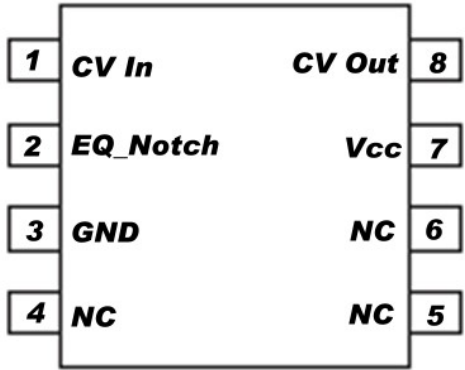 1 CV In CV Out 8
2 EQ_Notch Vcc 7
3 GND NC 6
4 NC NC 5